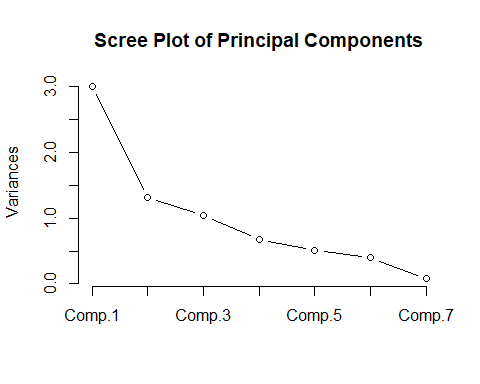 Scree Plot of Principal Components
Variances
3.0
2.0
1.0
0.0
Comp.1 Comp.3 Comp.5 Comp.7